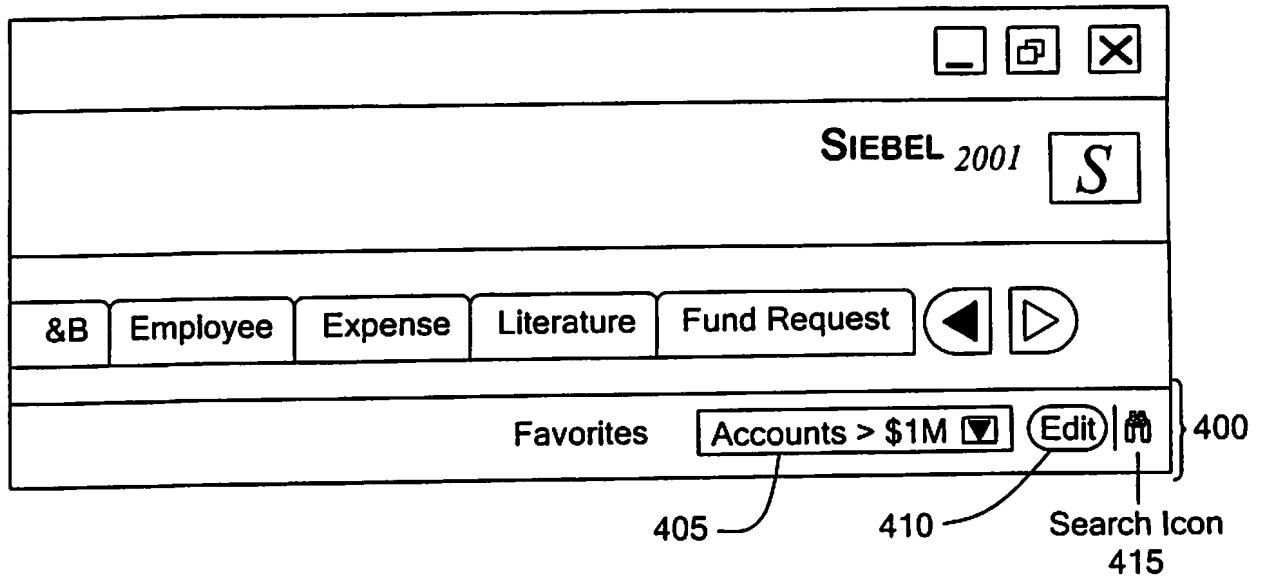 SIEBEL 2001 S
&B Employee Expense Literature Fund Request
Favorites Accounts > $1M Edit 400
405 410 Search Icon
415